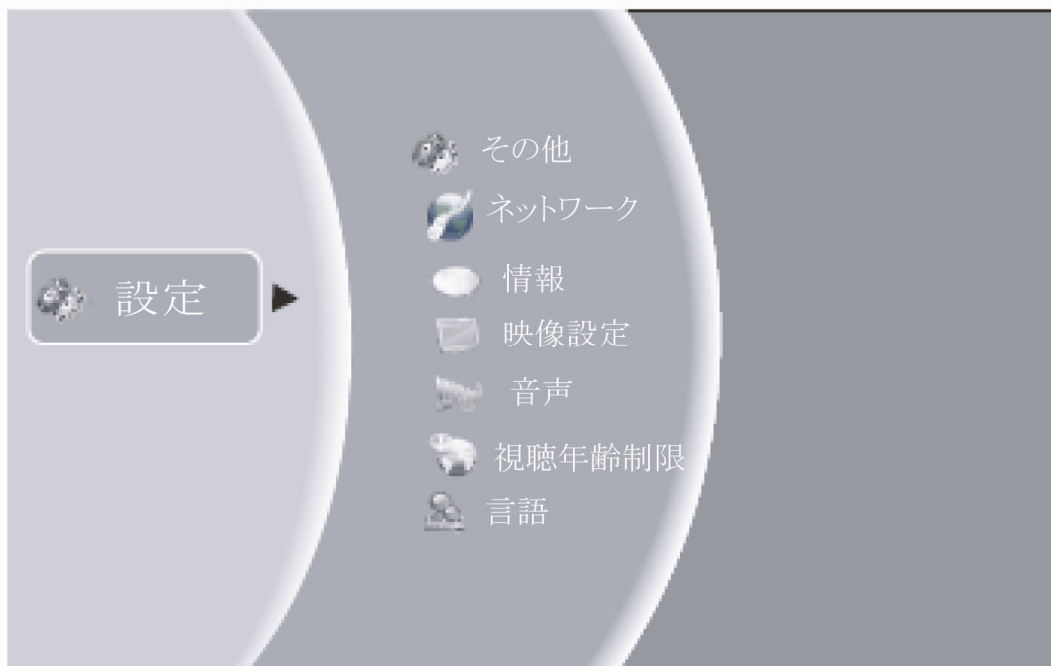 設定
その他
ネットワーク
情報
映像設定
音声
視聴年齢制限
言語